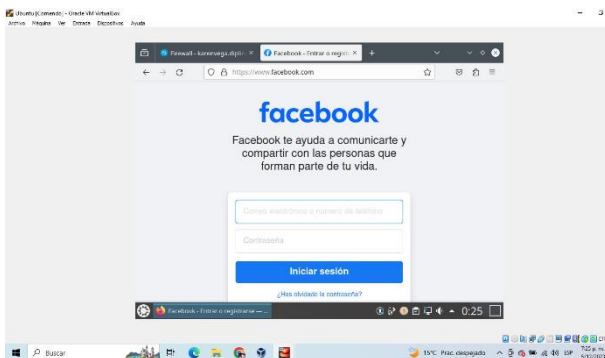 Ubuntu [Corriendo] - Oracle VM VirtualBox
Archivo Máquina Ver Entrada Dispositivos Ayuda
Firewall - karenvega.diplo
Facebook - Entrar o registr
https://www.facebook.com
facebook
Facebook te ayuda a comunicarte y
compartir con las personas que
forman parte de tu vida.
Correo electrónico o número de teléfono
Contraseña
Iniciar sesión
¿Has olvidado la contraseña?
Facebook - Entrar o registrarse — ...
0:25
Buscar
15°C Prac. despejado
ESP
7:25 p. m.